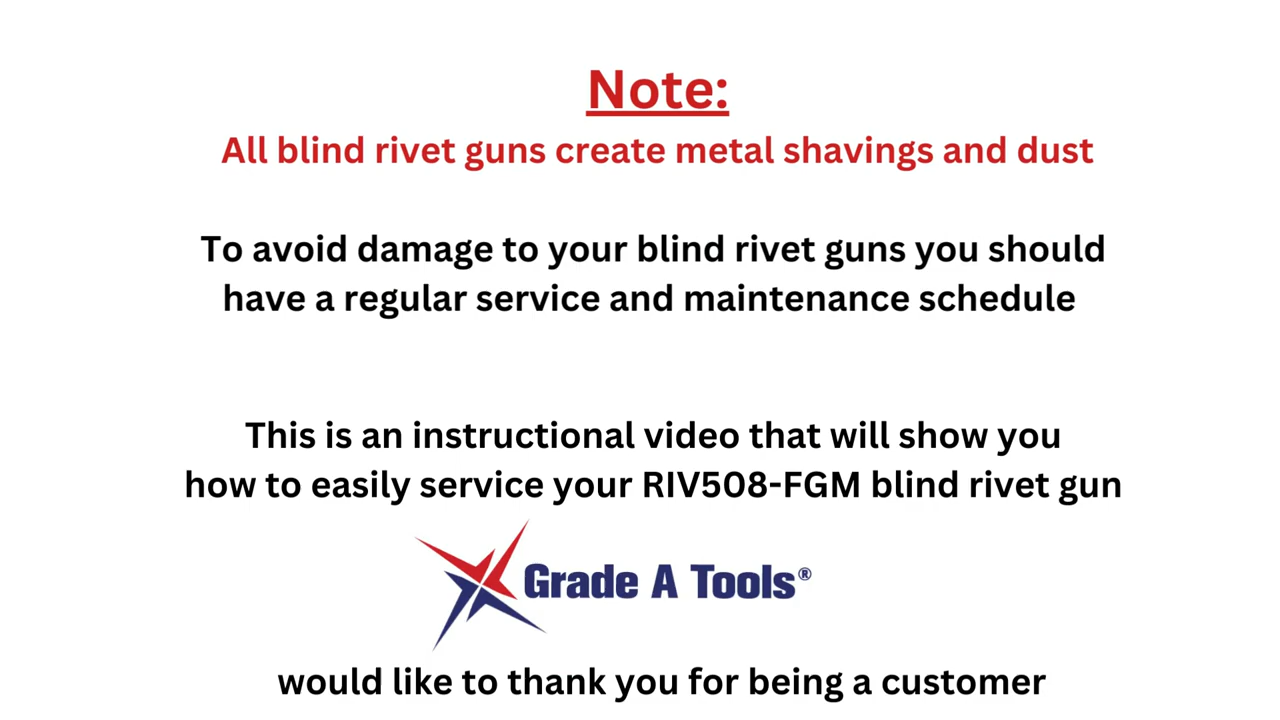 Note:
All blind rivet guns create metal shavings and dust
To avoid damage to your blind rivet guns you should
have a regular service and maintenance schedule
This is an instructional video that will show you
how to easily service your RIV508-FGM blind rivet gun
Grade A Tools®
would like to thank you for being a customer